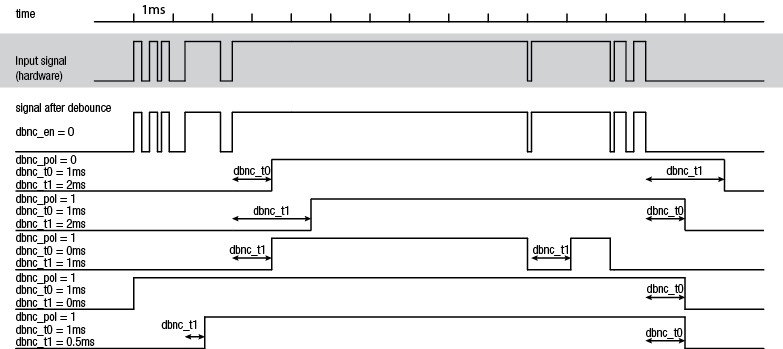 time
1ms
Input signal
(hardware)
signal after debounce
dbnc_en = 0
dbnc_pol = 0
dbnc_t0 = 1ms
dbnc_t1 = 2ms
dbnc_t0
dbnc_t1
dbnc_pol = 1
dbnc_t0 = 1ms
dbnc_t1 = 2ms
dbnc_t1
dbnc_t0
dbnc_pol = 1
dbnc_t0 = 0ms
dbnc_t1 = 1ms
dbnc_t1
dbnc_t1
dbnc_pol = 1
dbnc_t0 = 1ms
dbnc_t1 = 0ms
dbnc_t0
dbnc_pol = 1
dbnc_t0 = 1ms
dbnc_t1 = 0.5ms
dbnc_t1
dbnc_t0